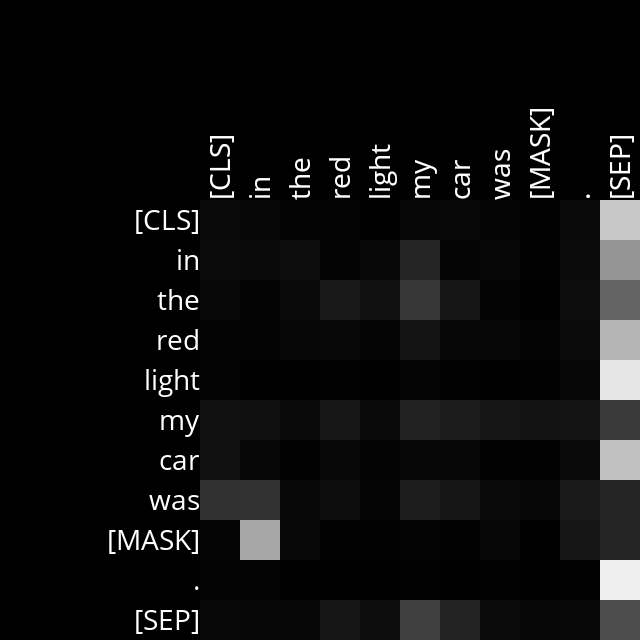 [CLS] in the red light my car was [MASK] . [SEP]
[CLS]
in
the
red
light
my
car
was
[MASK]
.
[SEP]